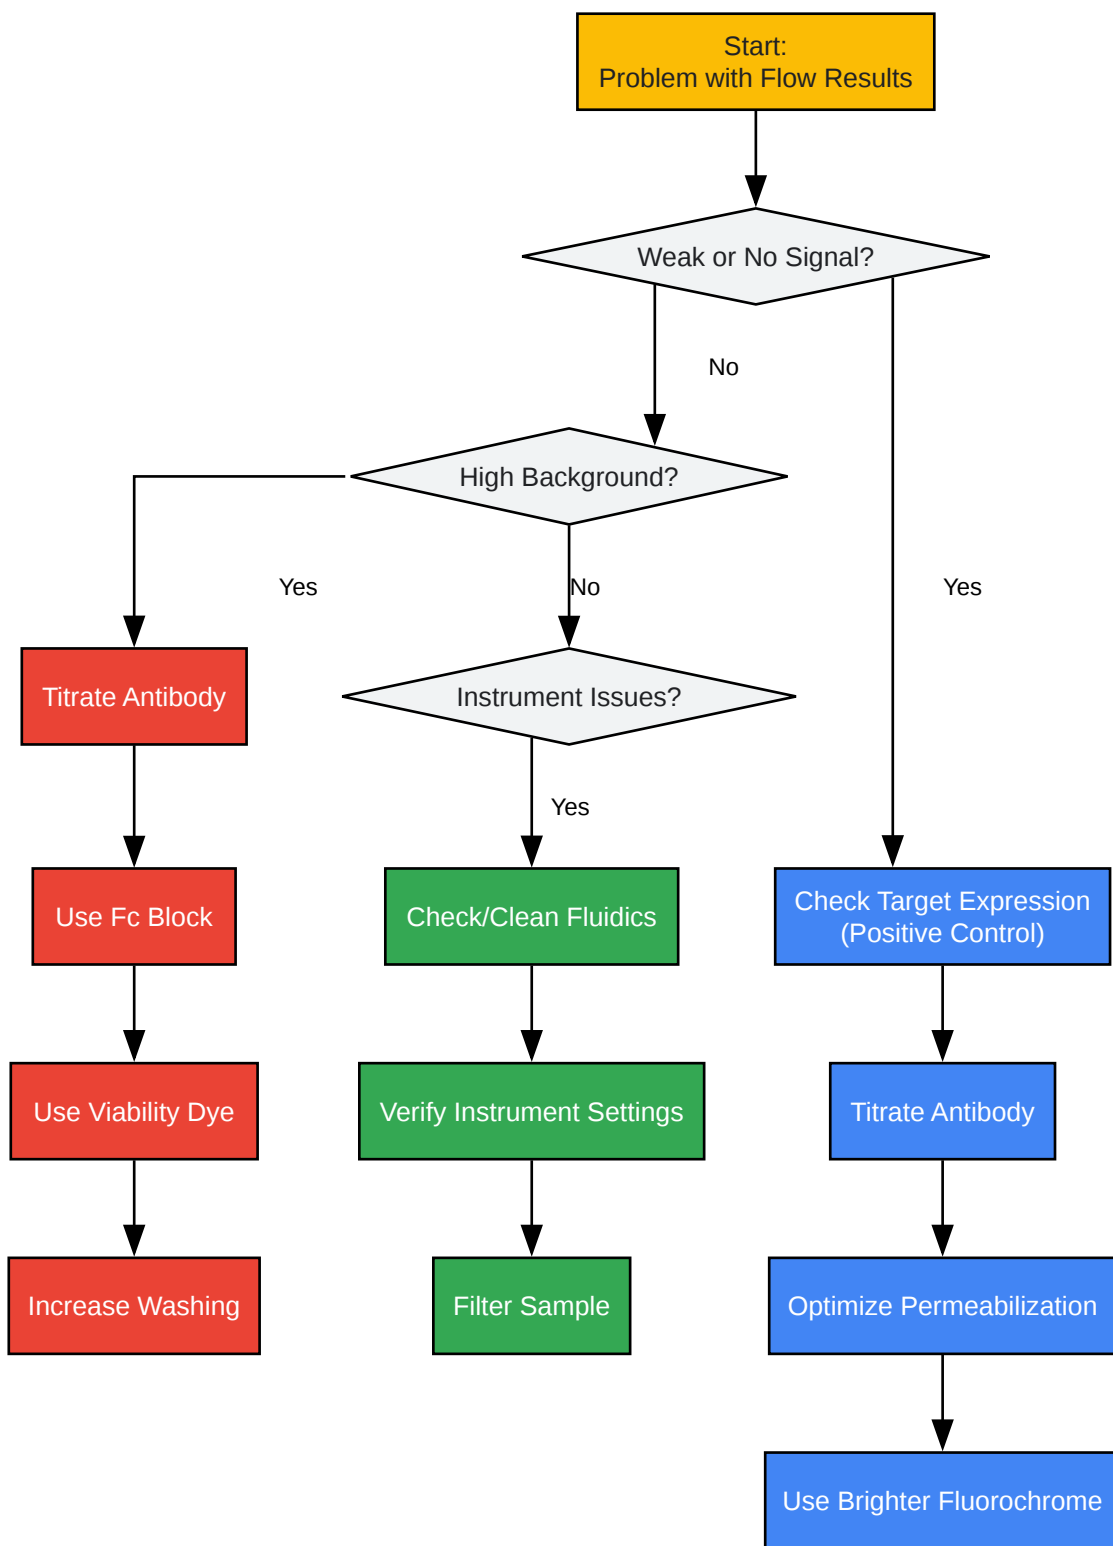 Start:
Problem with Flow Results
Weak or No Signal?
No
High Background?
Yes
No
Yes
Titrate Antibody
Instrument Issues?
Yes
Use Fc Block
Check/Clean Fluidics
Check Target Expression
(Positive Control)
Use Viability Dye
Verify Instrument Settings
Titrate Antibody
Increase Washing
Filter Sample
Optimize Permeabilization
Use Brighter Fluorochrome